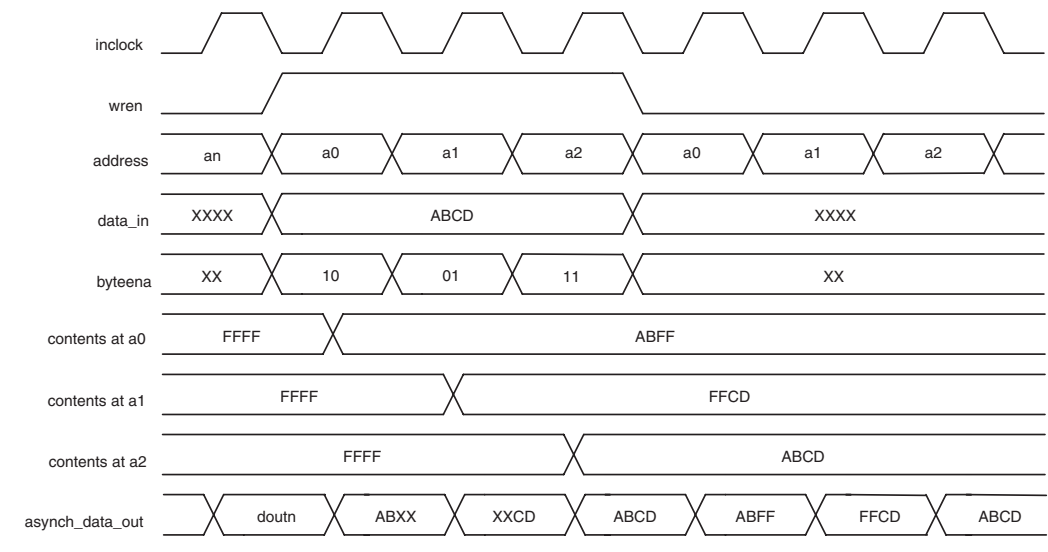 inclock
wren
address an a0 a1 a2 a0 a1 a2
data_in XXXX ABCD XXXX
byteena XX 10 01 11 XX
contents at a0 FFFF ABFF
contents at a1 FFFF FFCD
contents at a2 FFFF ABCD
asynch_data_out doutn ABXX XXCD ABCD ABFF FFCD ABCD